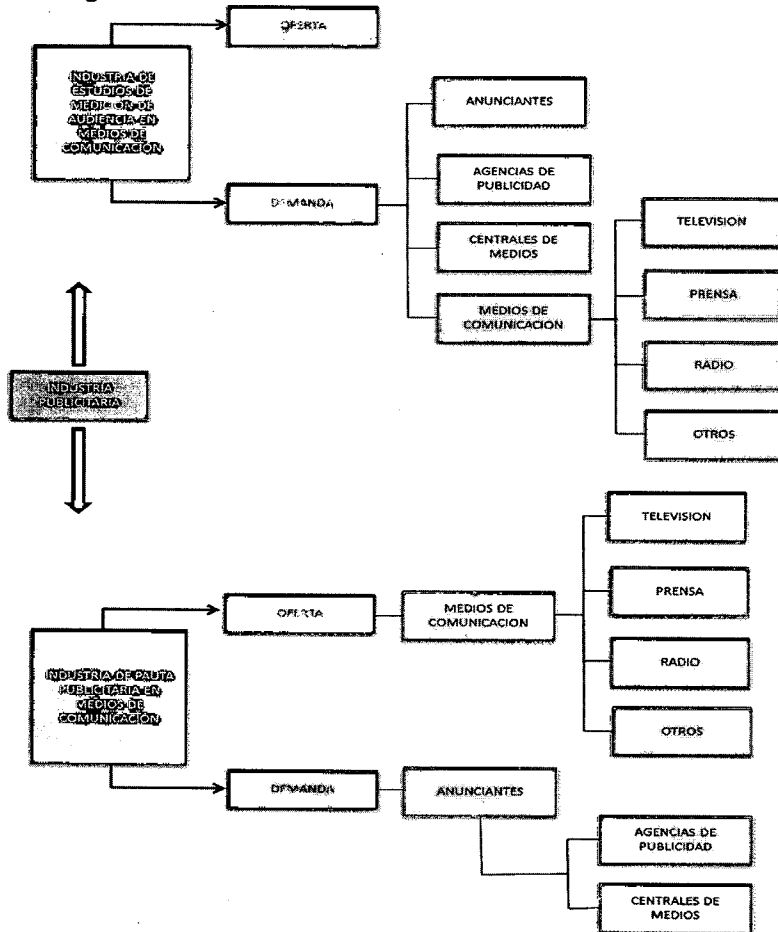 OFERTA
INDUSTRIA DE
ESTUDIOS DE
MEDICION DE
AUDIENCIA EN
MEDIOS DE
COMUNICACIÓN
DEMANDA
ANUNCIANTES
AGENCIAS DE
PUBLICIDAD
CENTRALES DE
MEDIOS
MEDIOS DE
COMUNICACION
TELEVISION
PRENSA
RADIO
OTROS
INDUSTRIA
PUBLICITARIA
INDUSTRIA DE PAUTA
PUBLICITARIA EN
MEDIOS DE
COMUNICACIÓN
OFERTA
MEDIOS DE
COMUNICACION
TELEVISION
PRENSA
RADIO
OTROS
DEMANDA
ANUNCIANTES
AGENCIAS DE
PUBLICIDAD
CENTRALES DE
MEDIOS